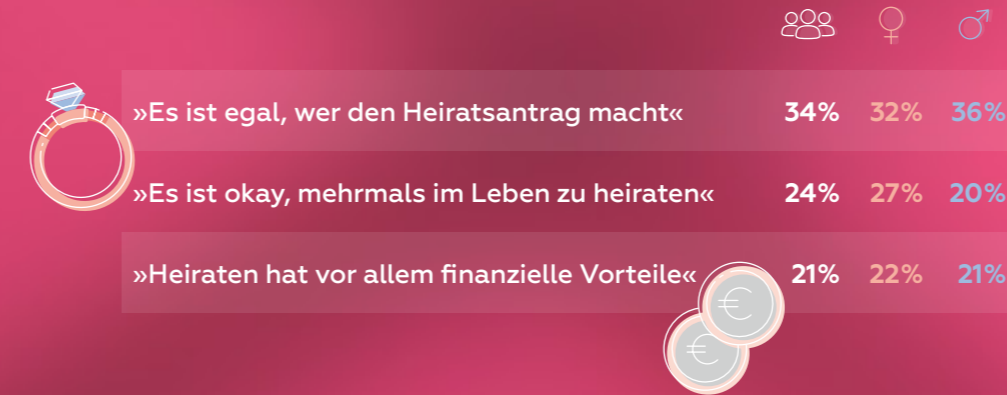 »Es ist egal, wer den Heiratsantrag macht« 34% 32% 36%
»Es ist okay, mehrmals im Leben zu heiraten« 24% 27% 20%
»Heiraten hat vor allem finanzielle Vorteile« 21% 22% 21%
€
€